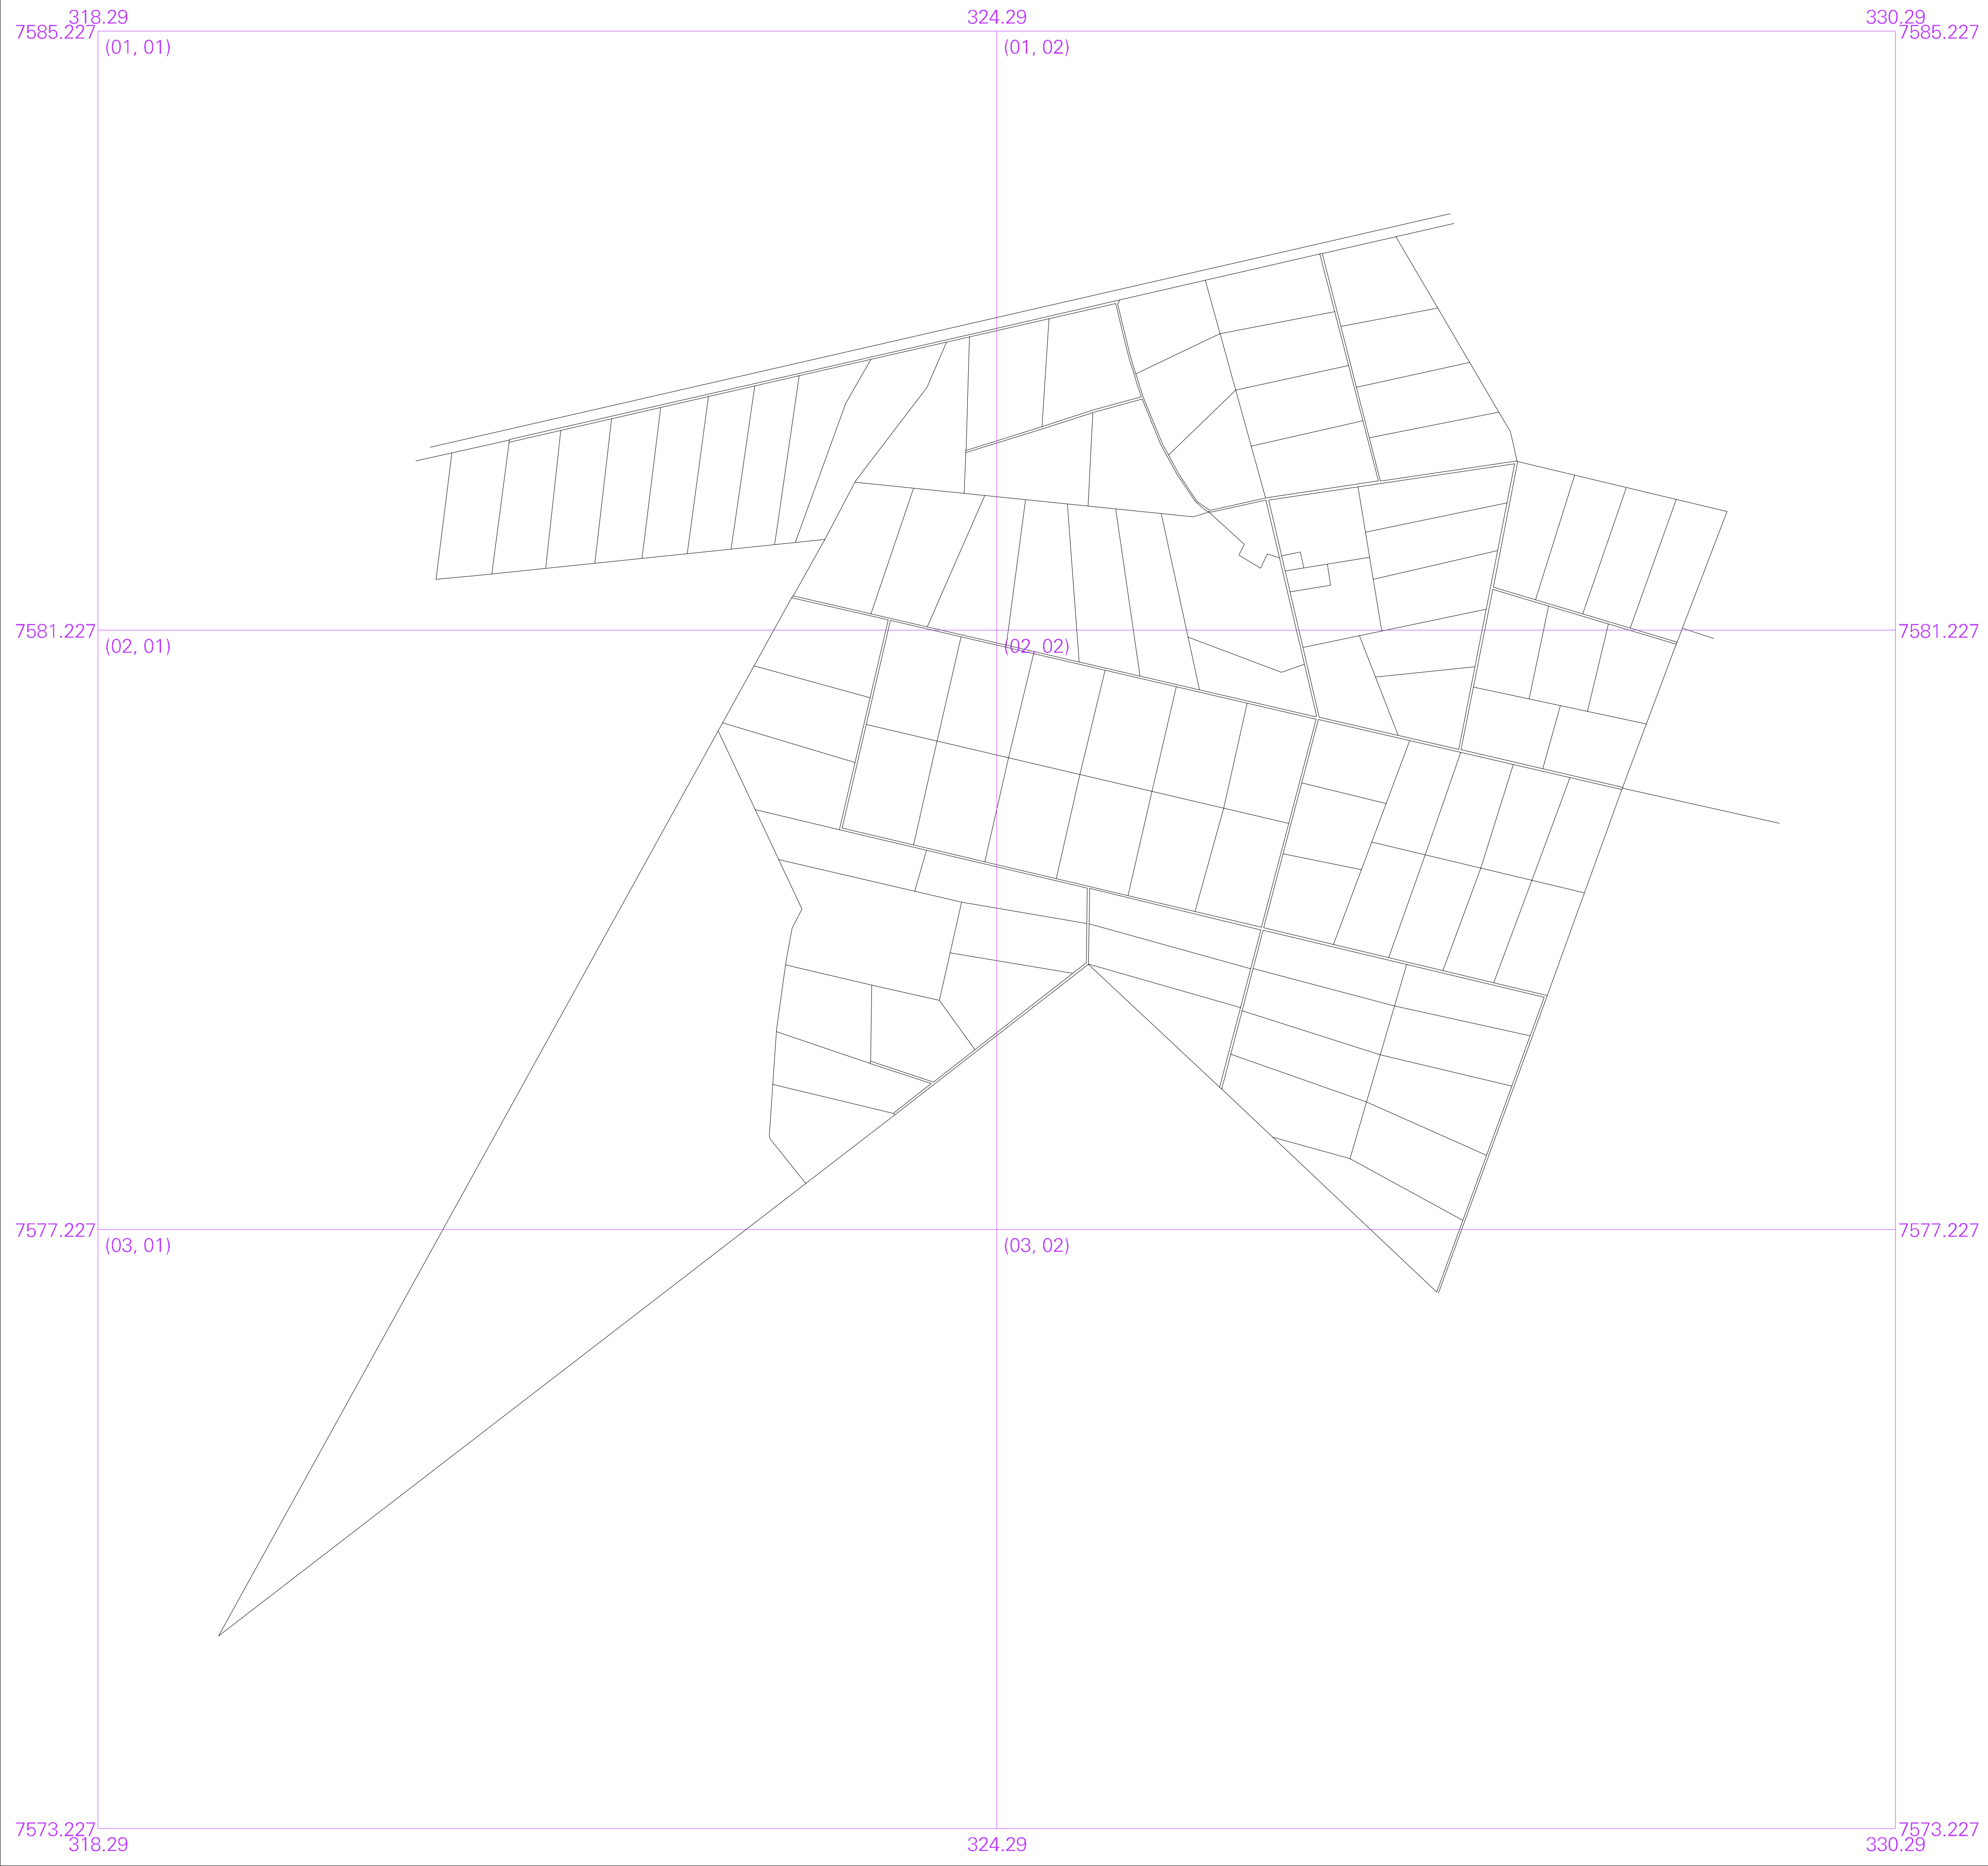 318.29 324.29 330.29
7585.227 7585.227
(01, 01) (01, 02)
7581.227 7581.227
(02, 01) (02, 02)
7577.227 7577.227
(03, 01) (03, 02)
7573.227 7573.227
318.29 324.29 330.29